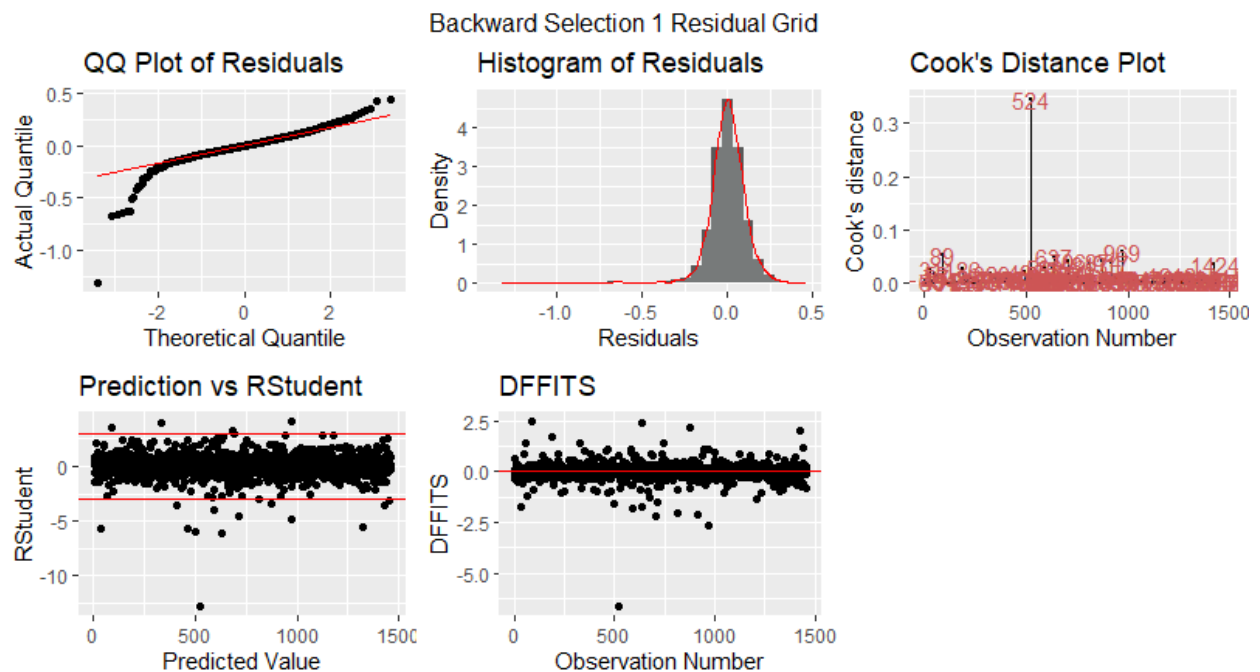 Backward Selection 1 Residual Grid
QQ Plot of Residuals
Actual Quantile
0.5
0.0
-0.5
-1.0
-2
0
2
Theoretical Quantile
Histogram of Residuals
Density
4
3
2
1
0
-1.0
-0.5
0.0
0.5
Residuals
Cook's Distance Plot
Cook's distance
0.3
0.2
0.1
0.0
524
89
969
1424
0
500
1000
1500
Observation Number
Prediction vs RStudent
RStudent
0
-5
-10
0
500
1000
1500
Predicted Value
DFFITS
DFFITS
2.5
0.0
-2.5
-5.0
0
500
1000
1500
Observation Number